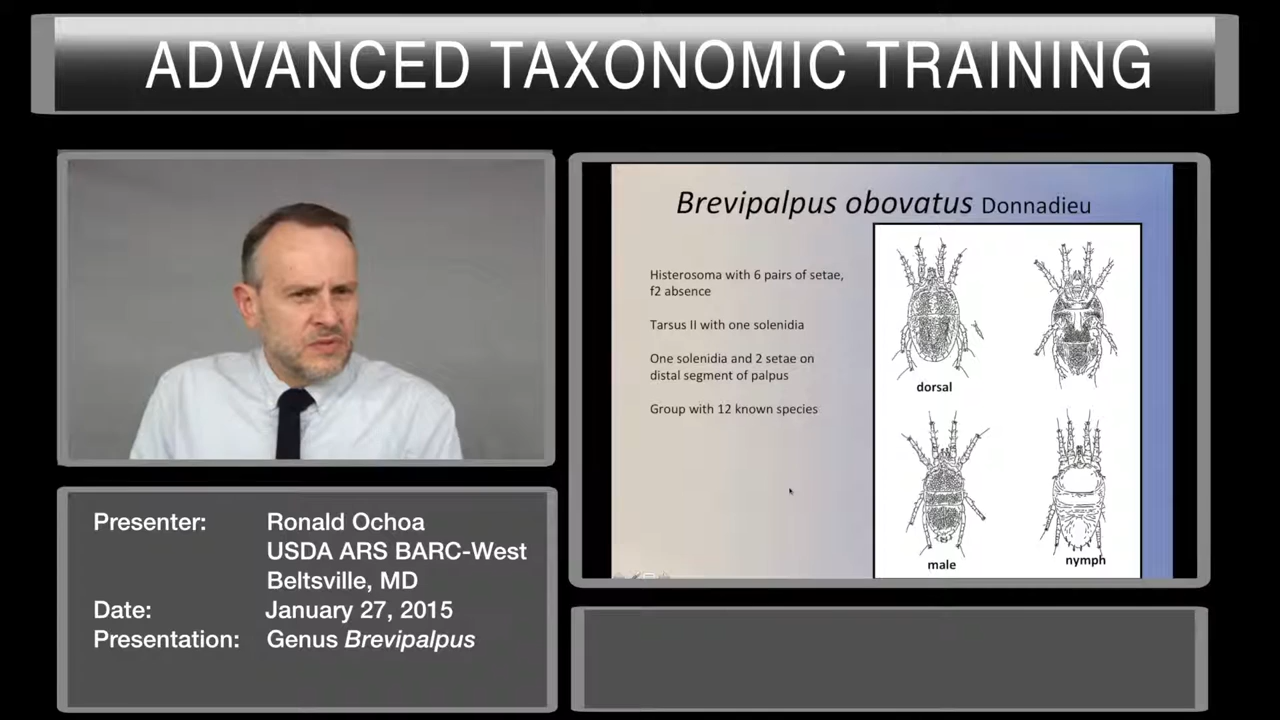 ADVANCED TAXONOMIC TRAINING
Brevipalpus obovatus Donnadieu
Histerosoma with 6 pairs of setae,
f2 absence
Tarsus II with one solenidia
One solenidia and 2 setae on
distal segment of palpus
Group with 12 known species
dorsal
male
nymph
Presenter: Ronald Ochoa
USDA ARS BARC-West
Beltsville, MD
Date: January 27, 2015
Presentation: Genus Brevipalpus